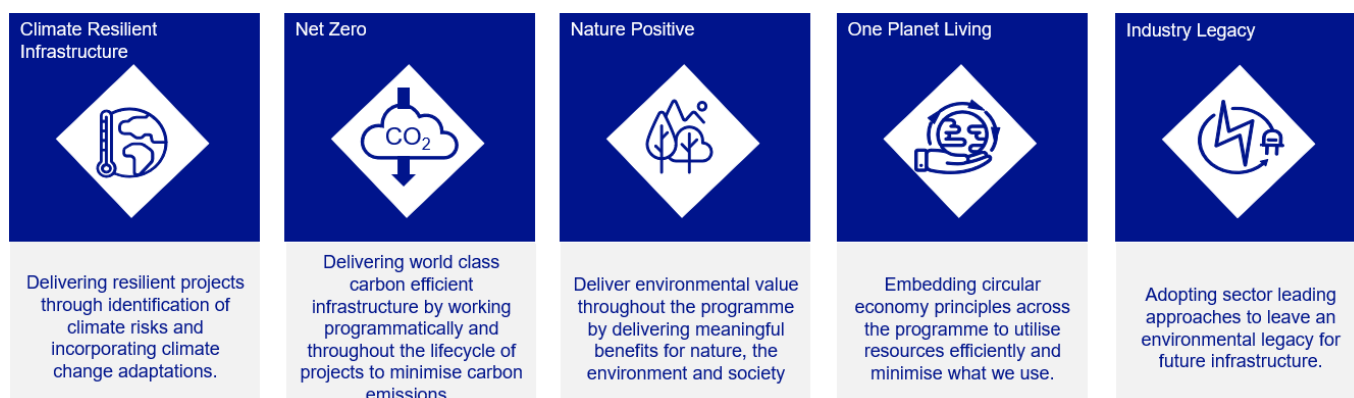 Climate Resilient
Infrastructure
Net Zero
Nature Positive
One Planet Living
Industry Legacy
CO₂
Delivering resilient projects
through identification of
climate risks and
incorporating climate
change adaptations.
Delivering world class
carbon efficient
infrastructure by working
programmatically and
throughout the lifecycle of
projects to minimise carbon
emissions
Deliver environmental value
throughout the programme
by delivering meaningful
benefits for nature, the
environment and society
Embedding circular
economy principles across
the programme to utilise
resources efficiently and
minimise what we use.
Adopting sector leading
approaches to leave an
environmental legacy for
future infrastructure.